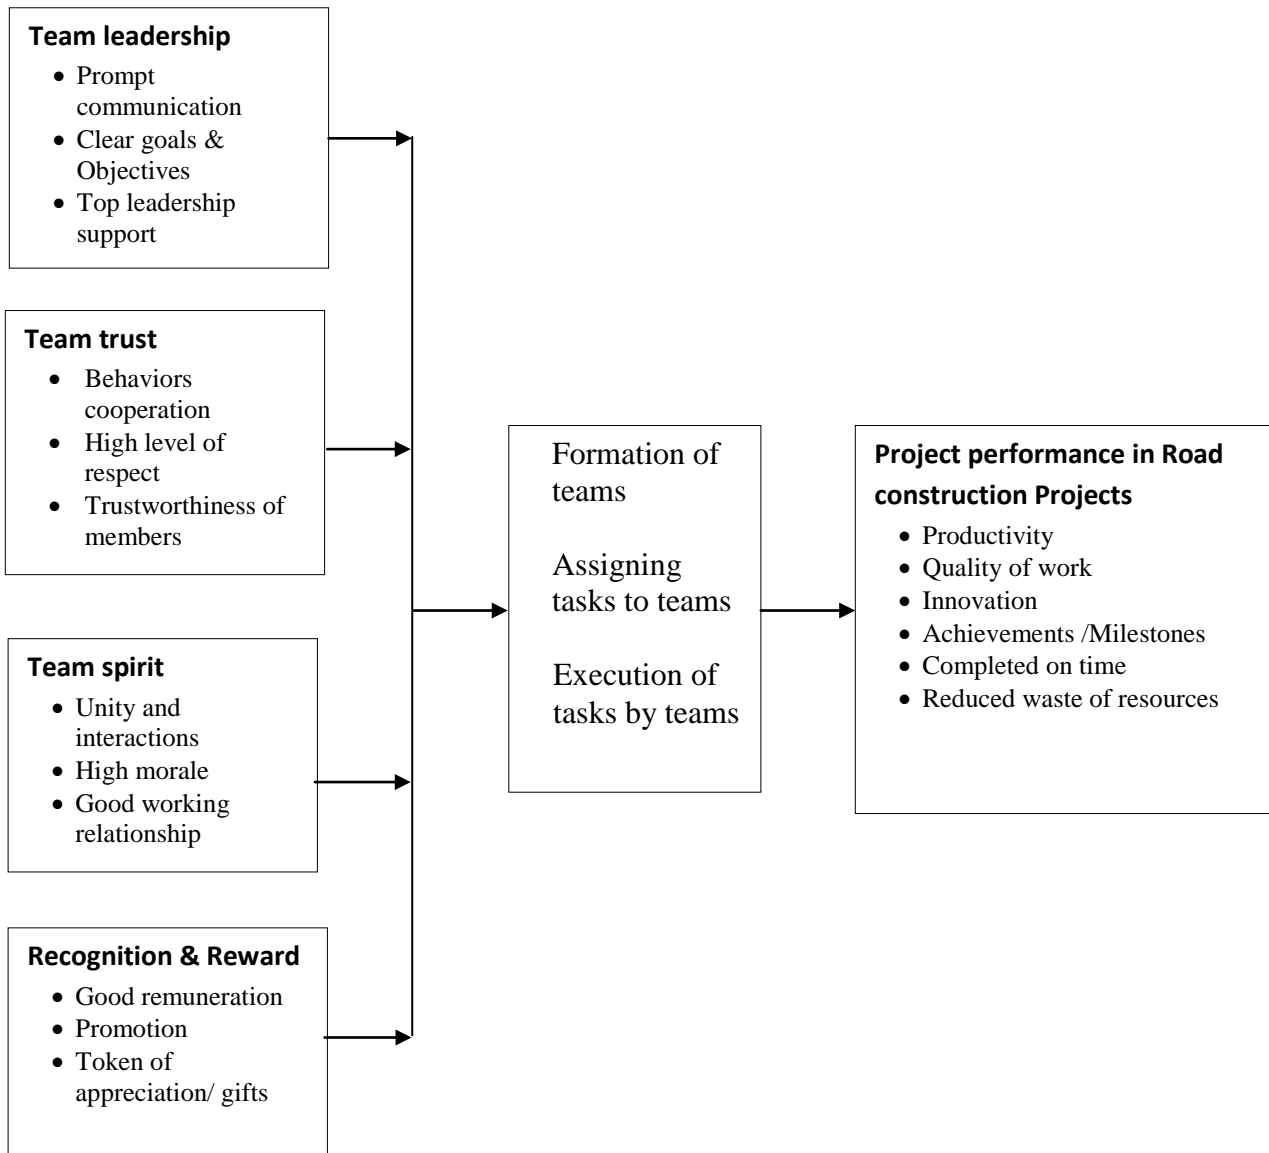 Team leadership
• Prompt
communication
• Clear goals &
Objectives
• Top leadership
support
Team trust
• Behaviors
cooperation
• High level of
respect
• Trustworthiness of
members
Team spirit
• Unity and
interactions
• High morale
• Good working
relationship
Recognition & Reward
• Good remuneration
• Promotion
• Token of
appreciation/ gifts
Formation of
teams
Assigning
tasks to teams
Execution of
tasks by teams
Project performance in Road
construction Projects
• Productivity
• Quality of work
• Innovation
• Achievements /Milestones
• Completed on time
• Reduced waste of resources